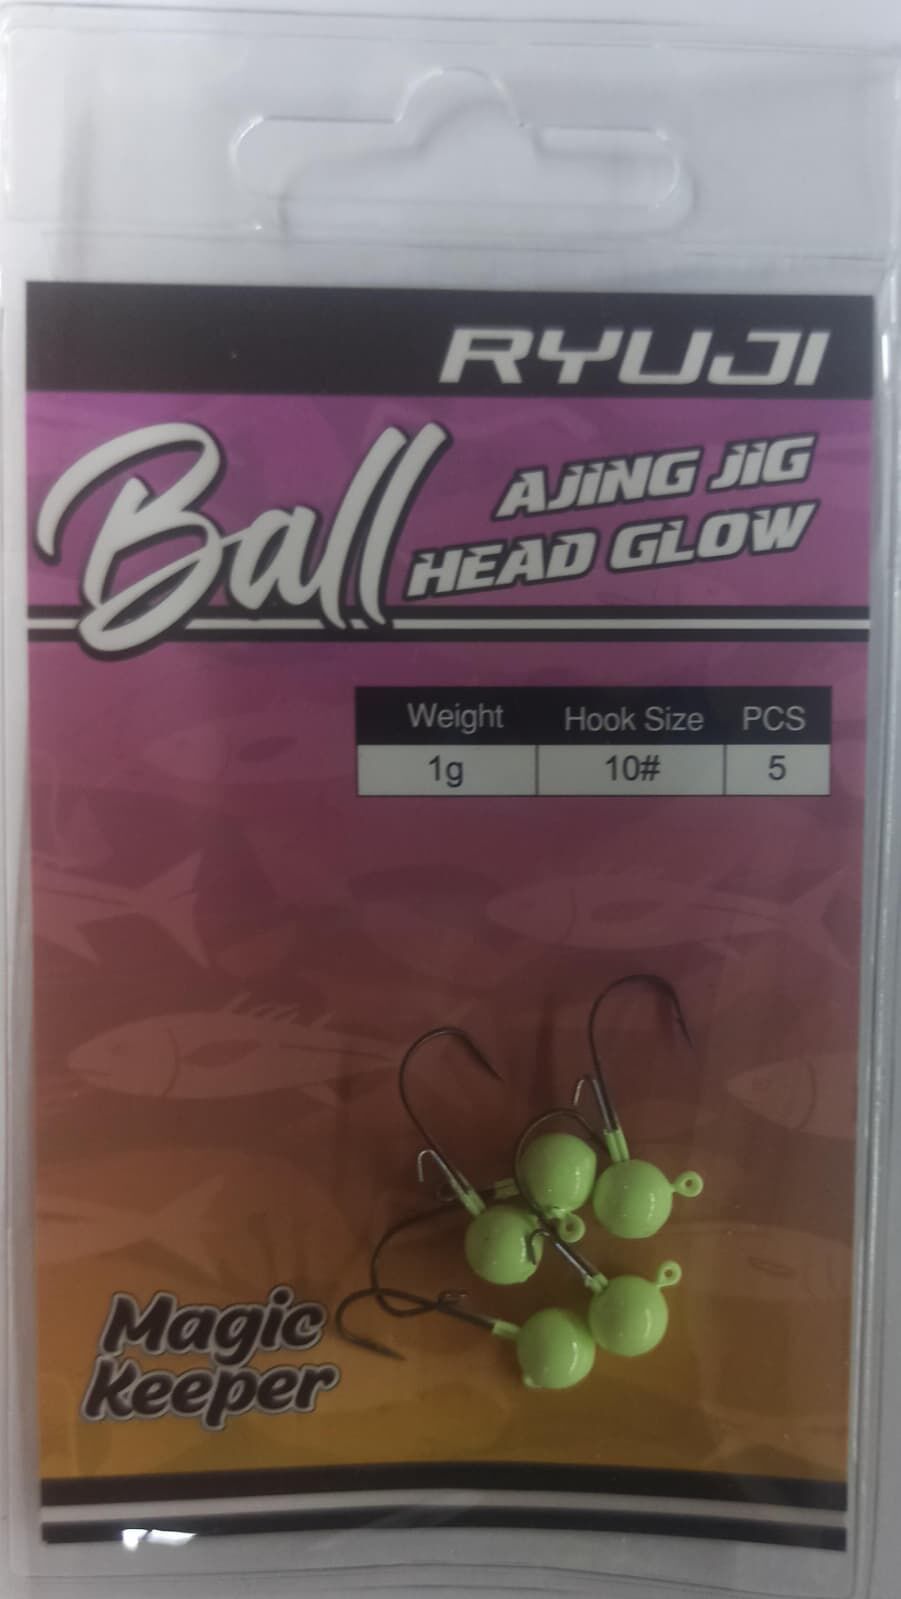 RYUJI
Ball AJING JIG
HEAD GLOW
Weight Hook Size PCS
1g 10# 5
Magic
Keeper